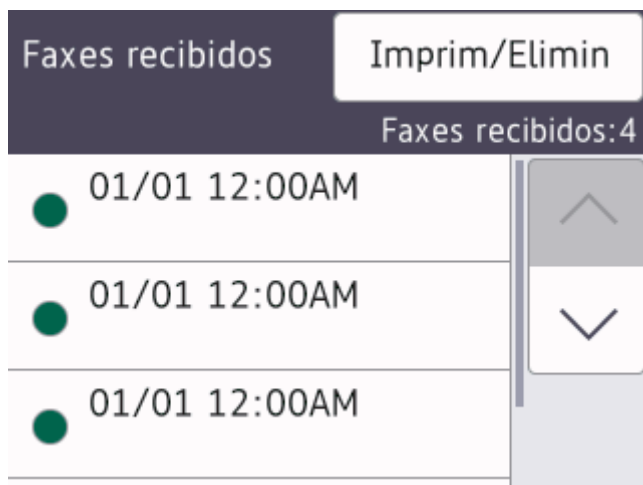 Faxes recibidos
Imprim/Elimin
Faxes recibidos:4
01/01 12:00AM
01/01 12:00AM
01/01 12:00AM